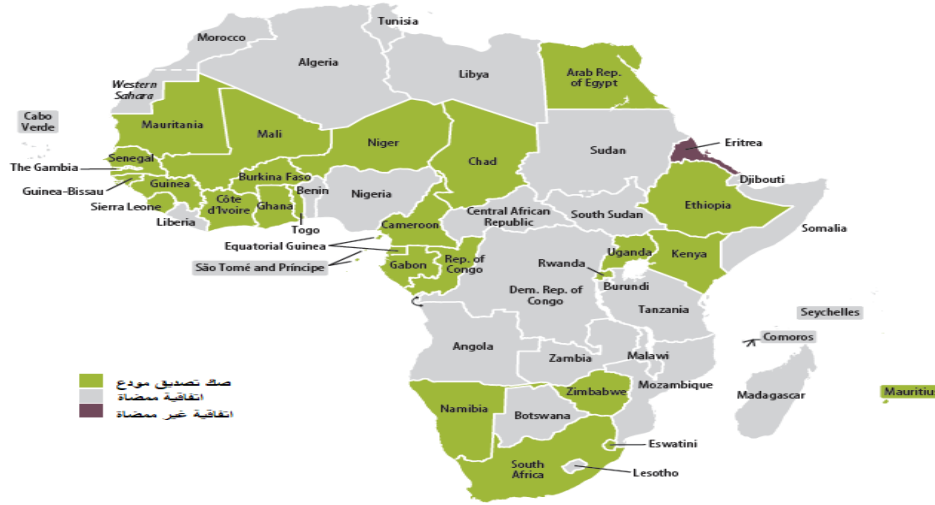 Tunisia
Morocco
Algeria
Libya
Arab Rep.
of Egypt
Western
Sahara
Cabo
Verde
Mauritania
Mali
Niger
Chad
Sudan
Eritrea
Senegal
The Gambia
Guinea-Bissau
Guinea
Burkina Faso
Benin
Nigeria
Djibouti
Sierra Leone
Côte
d'Ivoire
Ghana
Ethiopia
Liberia
Togo
Cameroon
Central African
Republic
South Sudan
Somalia
Equatorial Guinea
São Tomé and Príncipe
Gabon
Rep. of
Congo
Uganda
Kenya
Rwanda
Burundi
Dem. Rep. of
Congo
Tanzania
Seychelles
Comoros
Angola
Zambia
Malawi
Mozambique
Madagascar
Mauritiu
Zimbabwe
Namibia
Botswana
Eswatini
South
Africa
Lesotho
صك تصديق مودع
اتفاقية ممضاة
اتفاقية غير ممضاة